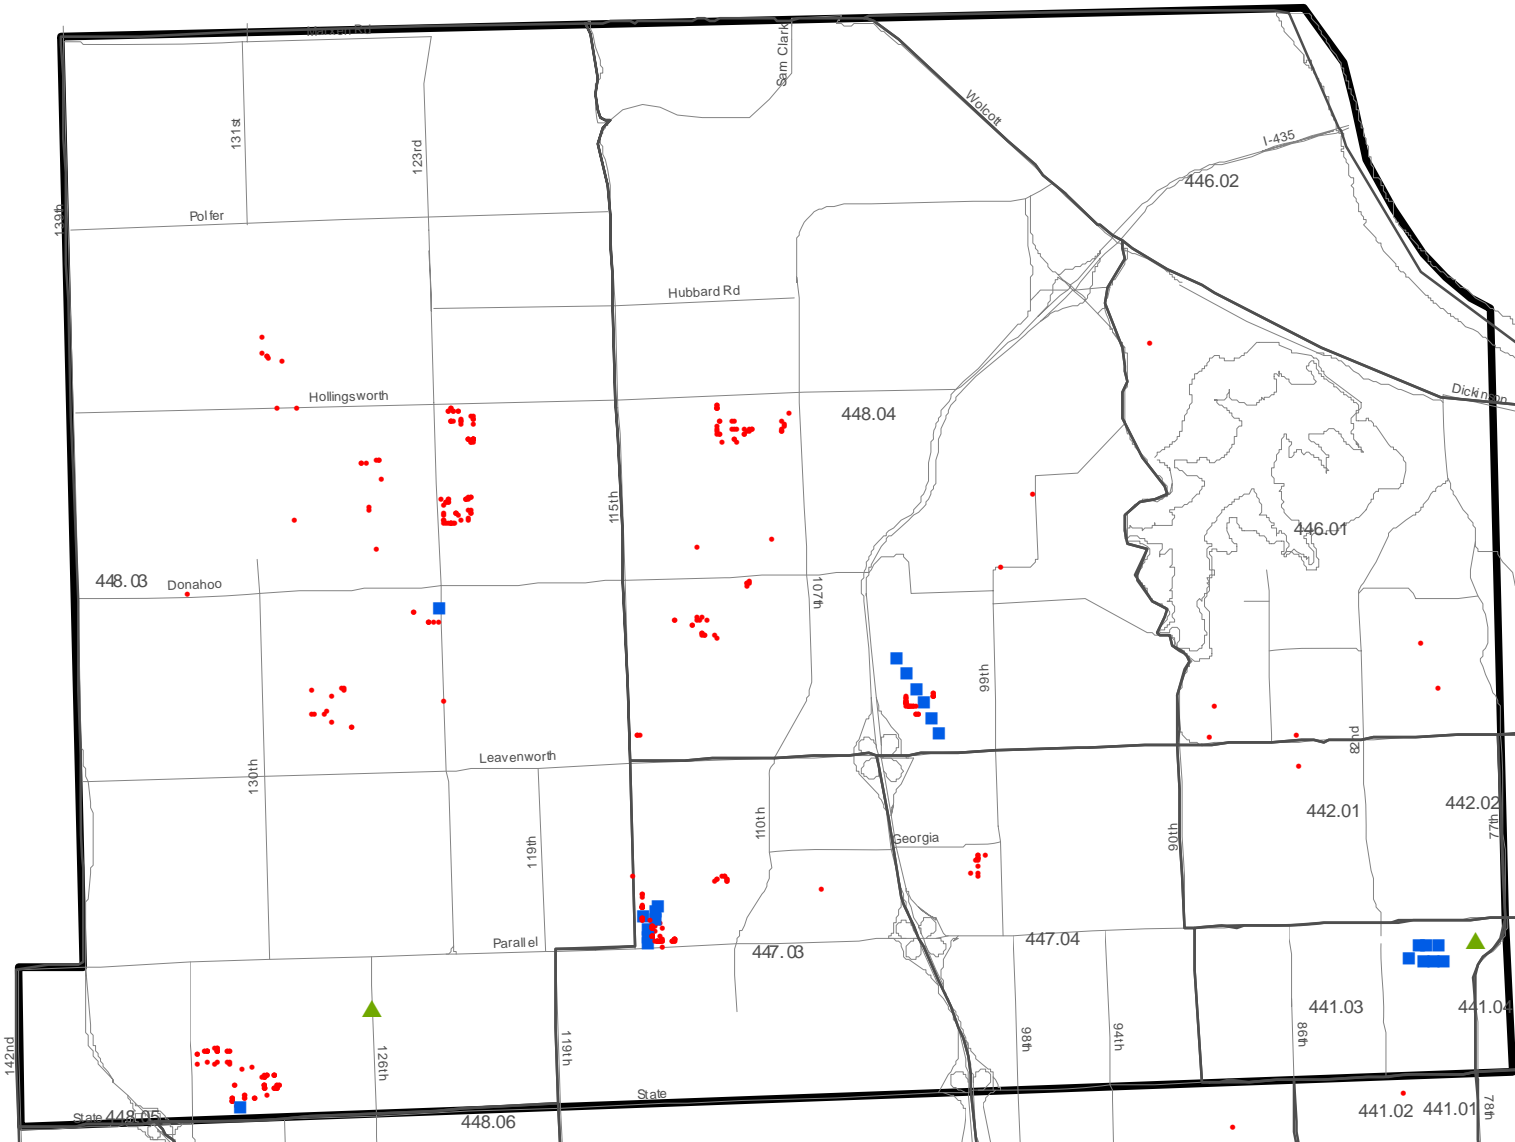 Marxen Rd
Sam Clark
Wolcott
131st
123rd
I-435
446.02
139th
Polfer
Hubbard Rd
Hollingsworth
448.04
Dickinson
115th
446.01
448.03
Donahoo
107th
99th
Leavenworth
82nd
130th
110th
119th
Georgia
90th
442.01
442.02
77th
Parallel
447.03
447.04
441.03
441.04
142nd
126th
119th
98th
94th
86th
State
State
448.05
448.06
441.02
441.01
78th